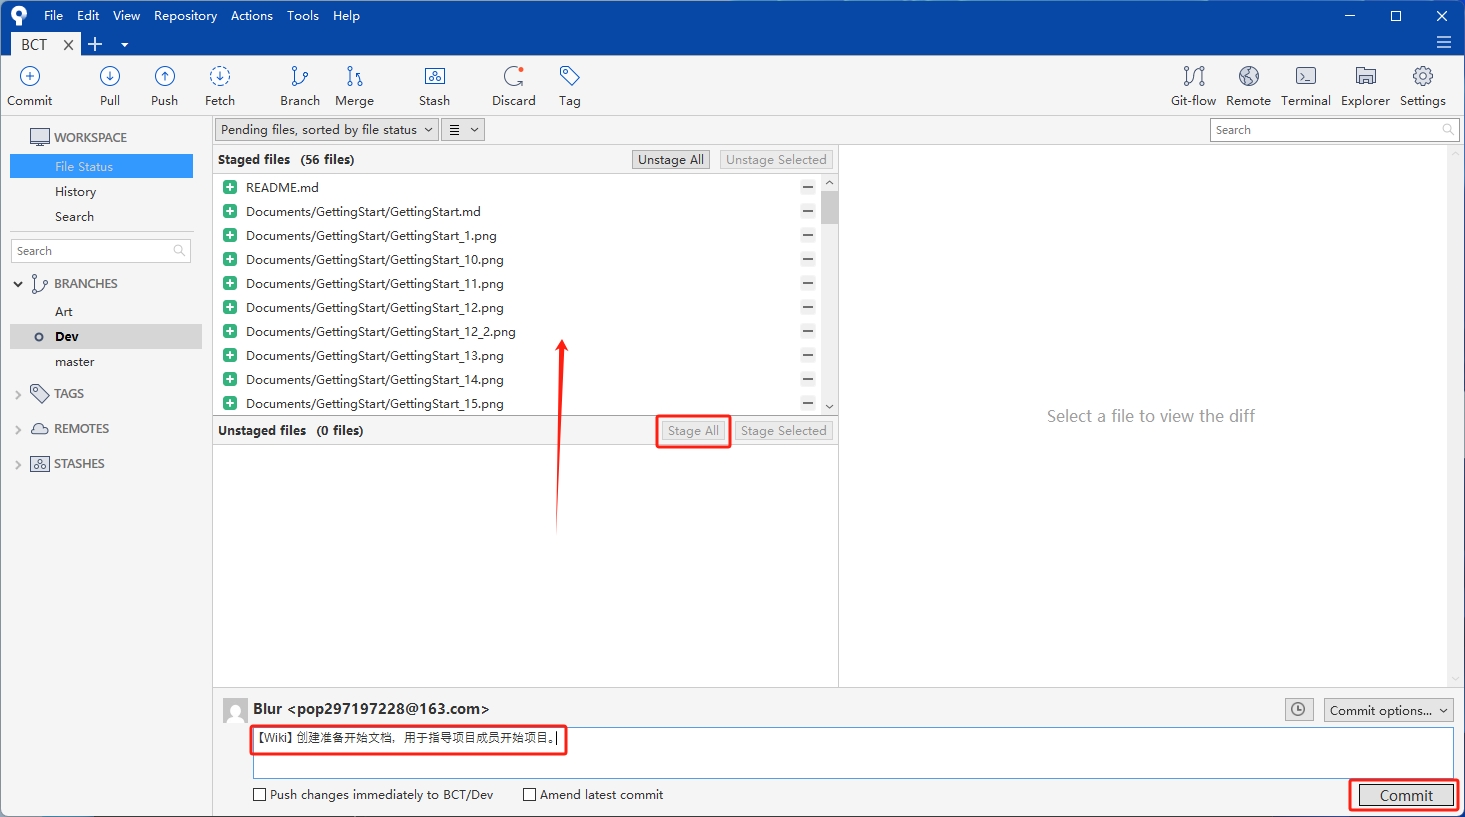 File Edit View Repository Actions Tools Help
BCT
Commit Pull Push Fetch Branch Merge Stash Discard Tag Git-flow Remote Terminal Explorer Settings
WORKSPACE
File Status
History
Search
Search
BRANCHES
Art
Dev
master
TAGS
REMOTES
STASHES
Pending files, sorted by file status
Search
Staged files (56 files) Unstage All Unstage Selected
README.md
Documents/GettingStart/GettingStart.md
Documents/GettingStart/GettingStart_1.png
Documents/GettingStart/GettingStart_10.png
Documents/GettingStart/GettingStart_11.png
Documents/GettingStart/GettingStart_12.png
Documents/GettingStart/GettingStart_12_2.png
Documents/GettingStart/GettingStart_13.png
Documents/GettingStart/GettingStart_14.png
Documents/GettingStart/GettingStart_15.png
Unstaged files (0 files) Stage All Stage Selected
Select a file to view the diff
Blur <pop297197228@163.com> Commit options...
【Wiki】创建准备开始文档，用于指导项目成员开始项目。
Push changes immediately to BCT/Dev Amend latest commit
Commit